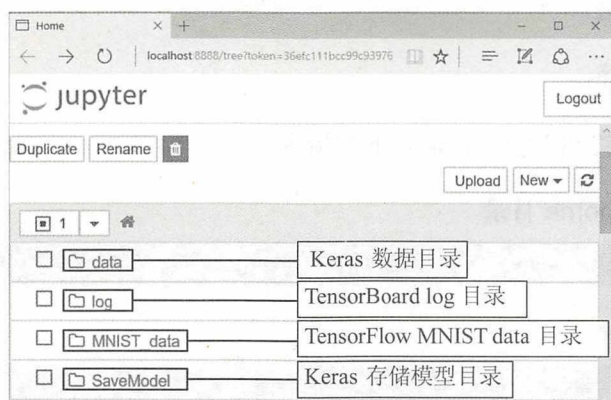 Home
localhost:8888/tree?token=36efc111bcc99c93976
jupyter
Logout
Duplicate Rename
Upload New
1
data Keras 数据目录
log TensorBoard log 目录
MNIST_data TensorFlow MNIST data 目录
SaveModel Keras 存储模型目录